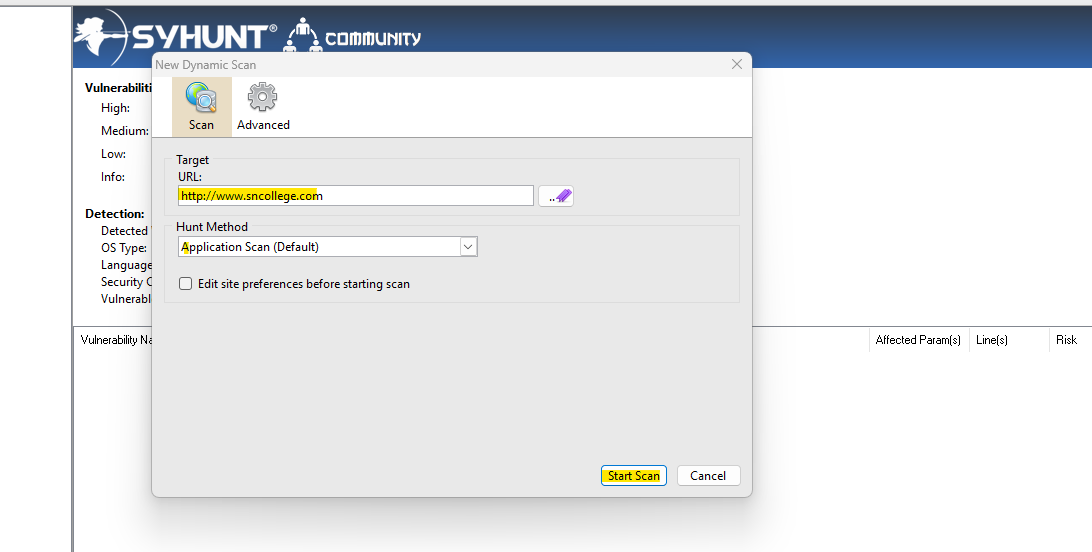 SYHUNT® COMMUNITY
New Dynamic Scan
Scan
Advanced
Target
URL:
http://www.sncollege.com
..
Hunt Method
Application Scan (Default)
Edit site preferences before starting scan
Start Scan
Cancel
Vulnerabiliti
High:
Medium:
Low:
Info:
Detection:
Detected
OS Type:
Language
Security C
Vulnerabl
Vulnerability Na
Affected Param(s)
Line(s)
Risk